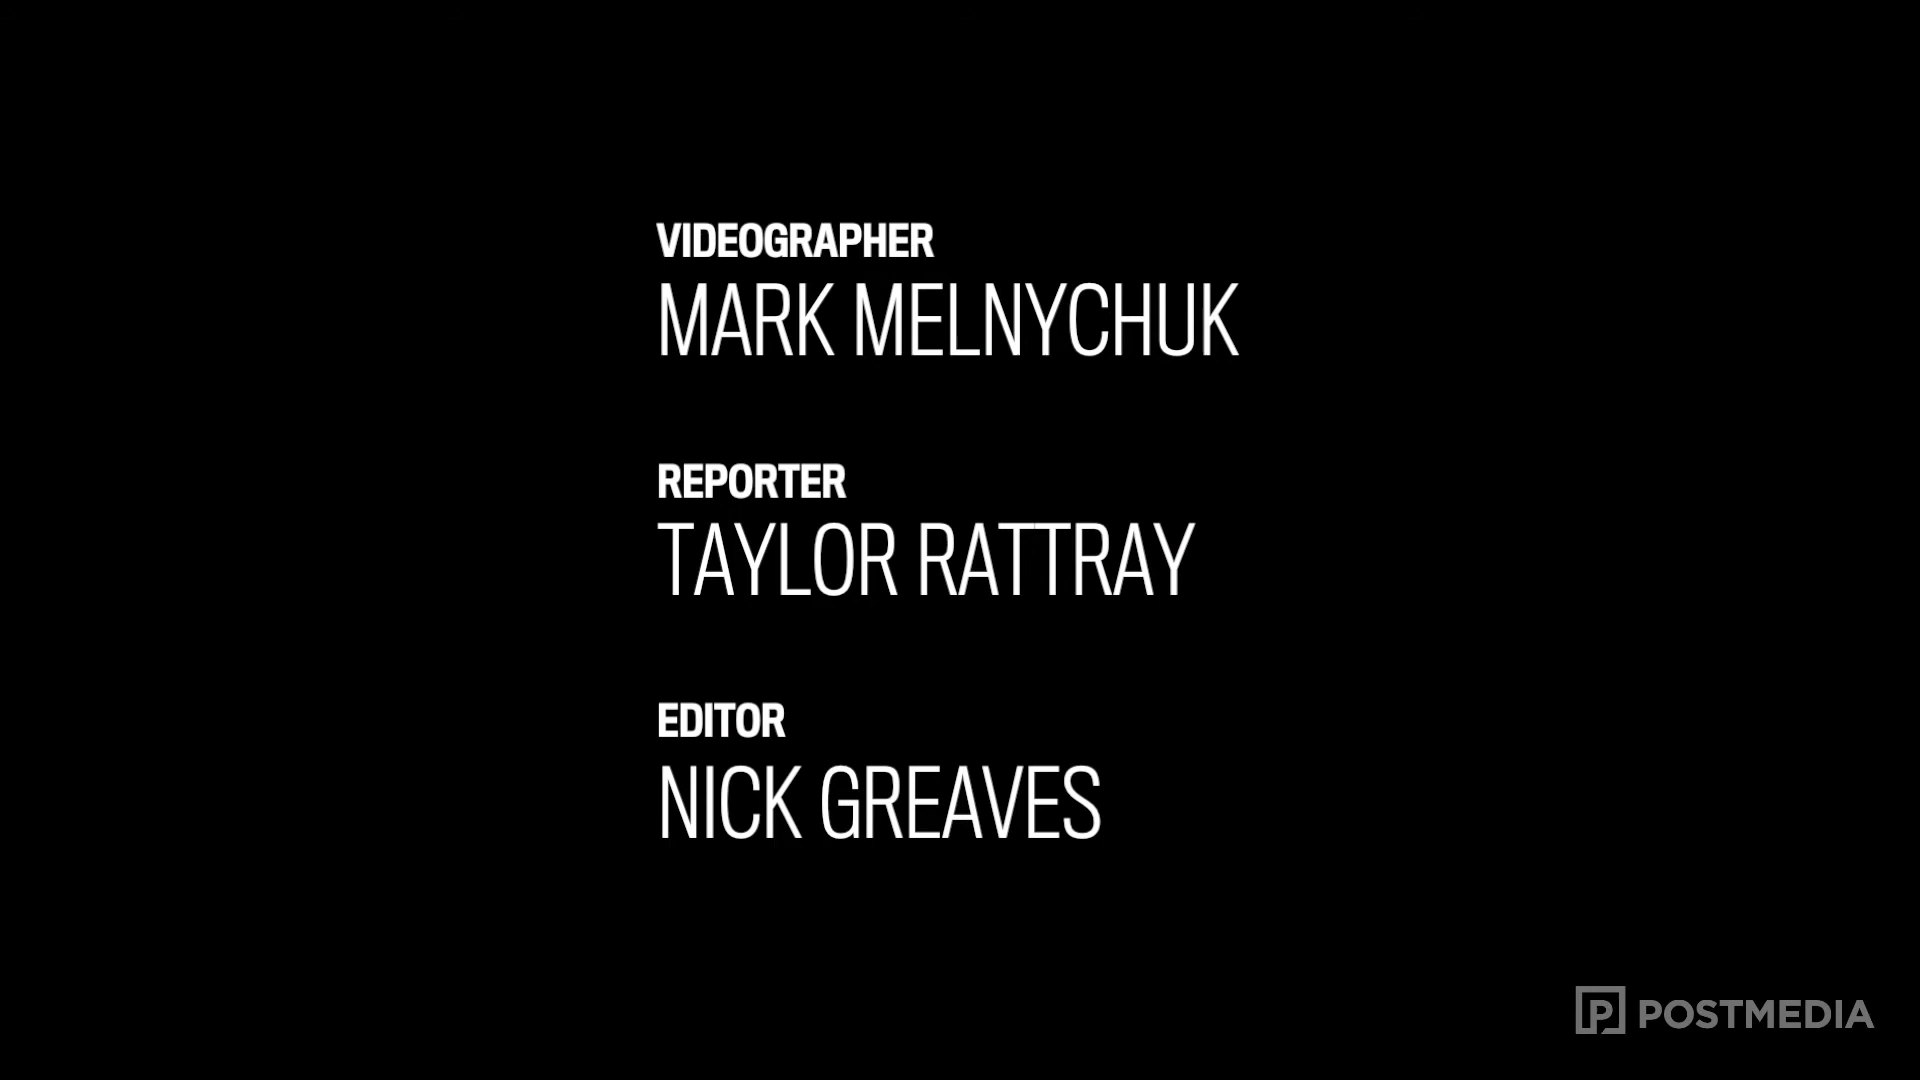 VIDEOGRAPHER
MARK MELNYCHUK
REPORTER
TAYLOR RATTRAY
EDITOR
NICK GREAVES
P POSTMEDIA